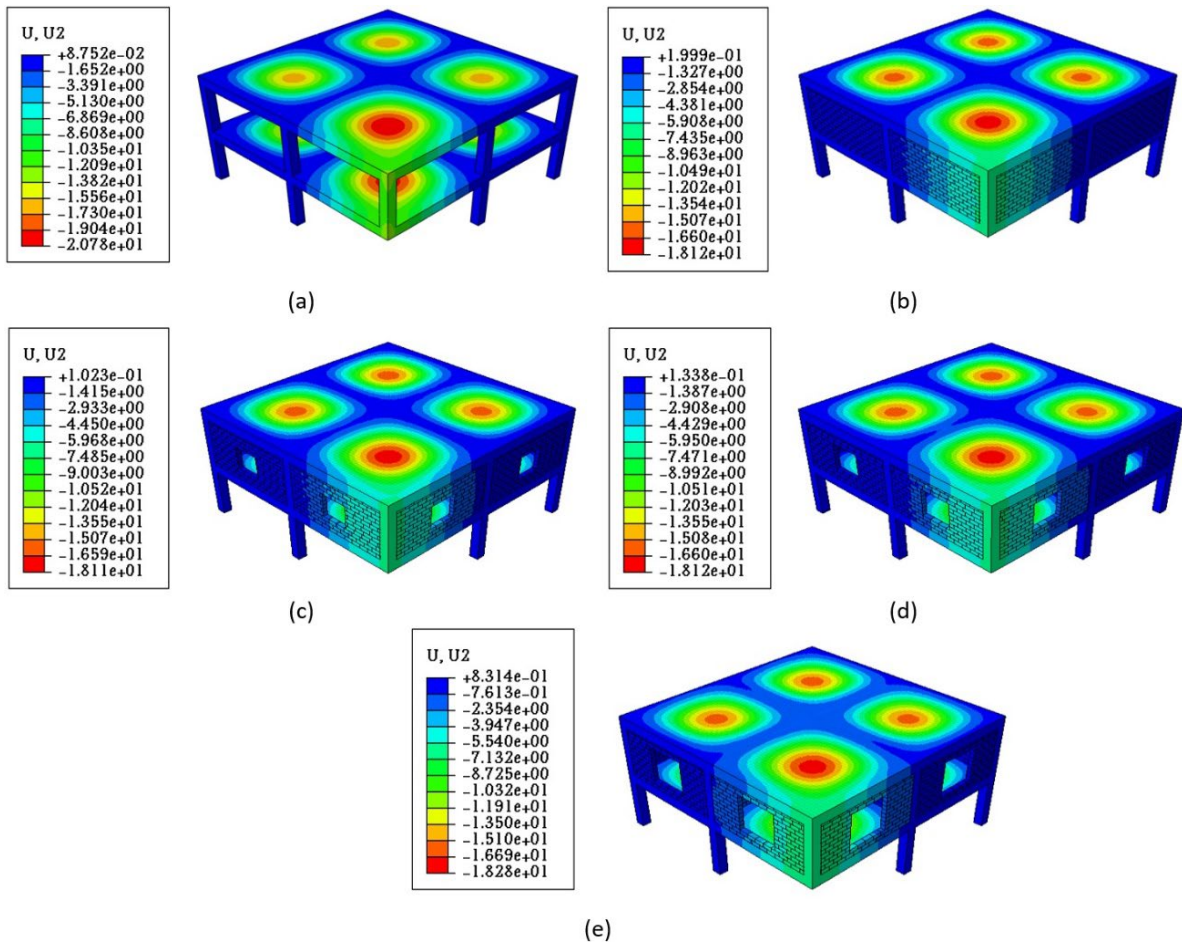 U, U2
+8.752e-02
-1.652e+00
-3.391e+00
-5.130e+00
-6.869e+00
-8.608e+00
-1.035e+01
-1.209e+01
-1.382e+01
-1.556e+01
-1.730e+01
-1.904e+01
-2.078e+01
(a)
U, U2
+1.999e-01
-1.327e+00
-2.854e+00
-4.381e+00
-5.908e+00
-7.435e+00
-8.963e+00
-1.049e+01
-1.202e+01
-1.354e+01
-1.507e+01
-1.660e+01
-1.812e+01
(b)
U, U2
+1.023e-01
-1.415e+00
-2.933e+00
-4.450e+00
-5.968e+00
-7.485e+00
-9.003e+00
-1.052e+01
-1.204e+01
-1.355e+01
-1.507e+01
-1.659e+01
-1.811e+01
(c)
U, U2
+1.338e-01
-1.387e+00
-2.908e+00
-4.429e+00
-5.950e+00
-7.471e+00
-8.992e+00
-1.051e+01
-1.203e+01
-1.355e+01
-1.508e+01
-1.660e+01
-1.812e+01
(d)
U, U2
+8.314e-01
-7.613e-01
-2.354e+00
-3.947e+00
-5.540e+00
-7.132e+00
-8.725e+00
-1.032e+01
-1.191e+01
-1.350e+01
-1.510e+01
-1.669e+01
-1.828e+01
(e)